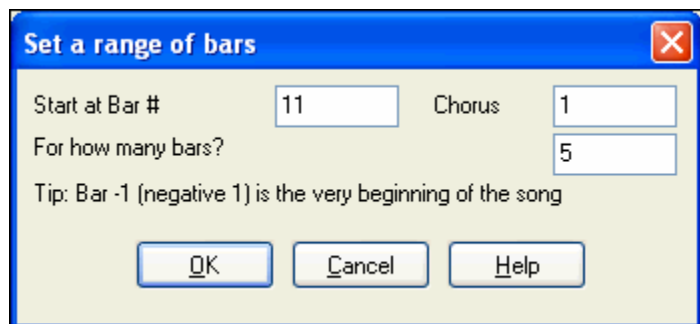 Set a range of bars
Start at Bar # 11 Chorus 1
For how many bars? 5
Tip: Bar -1 (negative 1) is the very beginning of the song
OK Cancel Help